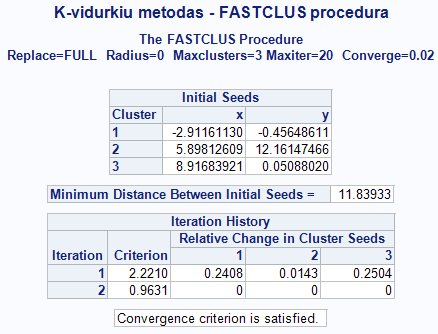 K-vidurkiu metodas - FASTCLUS procedura
The FASTCLUS Procedure
Replace=FULL Radius=0 Maxclusters=3 Maxiter=20 Converge=0.02
Initial Seeds
Cluster x y
1 -2.91161130 -0.45648611
2 5.89812609 12.16147466
3 8.91683921 0.05088020
Minimum Distance Between Initial Seeds = 11.83933
Iteration History
Relative Change in Cluster Seeds
Iteration Criterion 1 2 3
1 2.2210 0.2408 0.0143 0.2504
2 0.9631 0 0 0
Convergence criterion is satisfied.